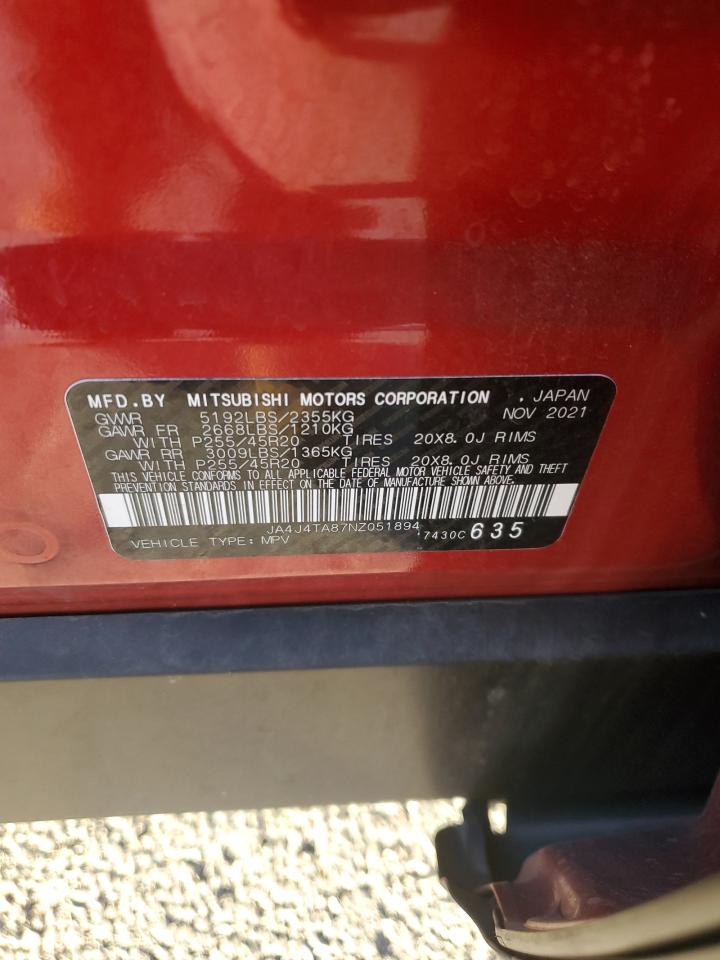 MFD.BY MITSUBISHI MOTORS CORPORATION . JAPAN
GVWR 5192LBS/2355KG NOV 2021
GAWR FR 2668LBS/1210KG
WITH P255/45R20 TIRES 20X8.0J RIMS
GAWR RR 3009LBS/1365KG
WITH P255/45R20 TIRES 20X8.0J RIMS
THIS VEHICLE CONFORMS TO ALL APPLICABLE FEDERAL MOTOR VEHICLE SAFETY AND THEFT
PREVENTION STANDARDS IN EFFECT ON THE DATE OF MANUFACTURE SHOWN ABOVE.
JA4J4TA87NZ051894
VEHICLE TYPE: MPV '7430C 635